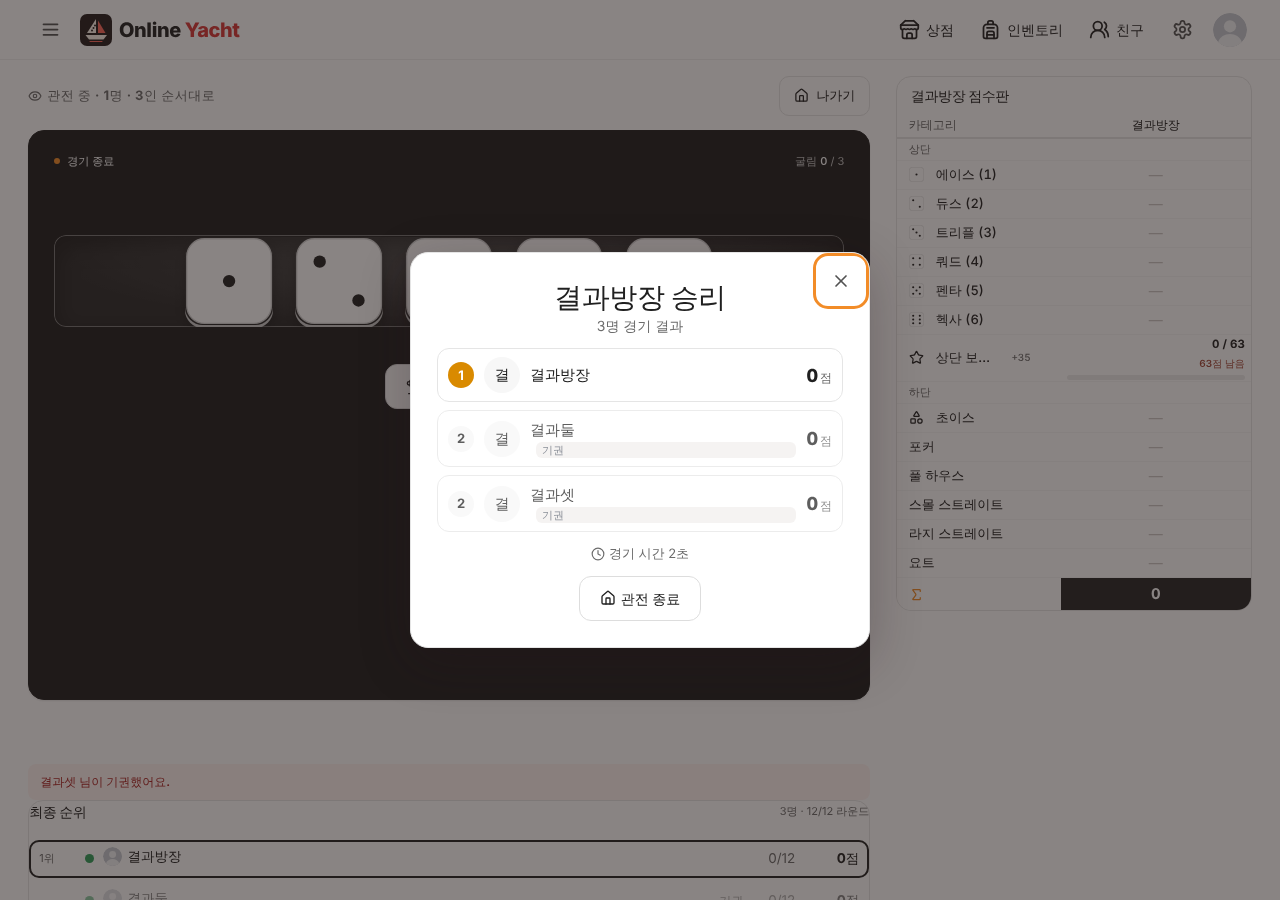 Online Yacht
상점
인벤토리
친구
관전 중 · 1명 · 3인 순서대로
나가기
경기 종료
굴림 0 / 3
결과방장 승리
3명 경기 결과
1 결 결과방장 0점
2 결 결과둘 기권 0점
2 결 결과셋 기권 0점
경기 시간 2초
관전 종료
결과셋 님이 기권했어요.
최종 순위
3명 · 12/12 라운드
1위 결과방장 0/12 0점
결과방장 점수판
카테고리 결과방장
상단
에이스 (1) —
듀스 (2) —
트리플 (3) —
쿼드 (4) —
펜타 (5) —
헥사 (6) —
상단 보... +35 0 / 63
63점 남음
하단
초이스 —
포커 —
풀 하우스 —
스몰 스트레이트 —
라지 스트레이트 —
요트 —
Σ 0